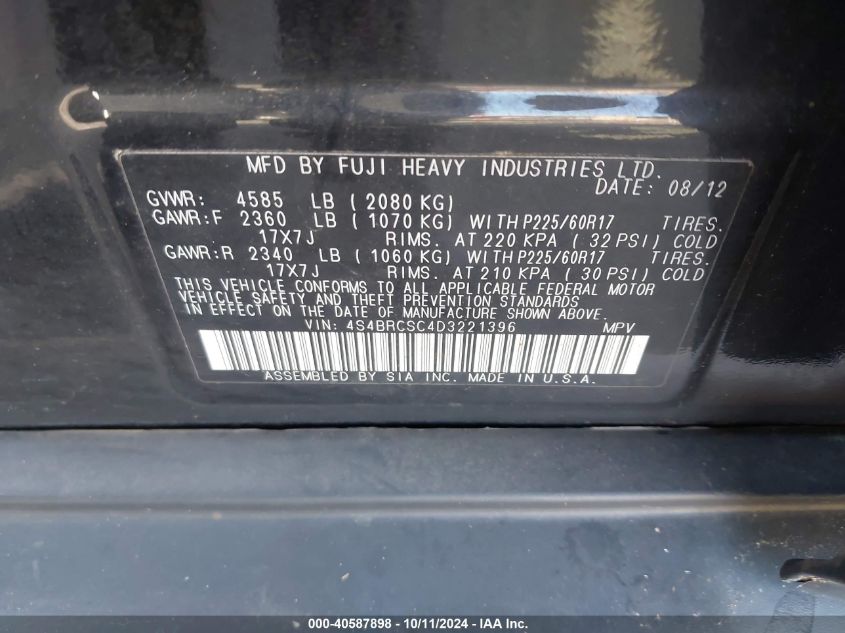 MFD BY FUJI HEAVY INDUSTRIES LTD.
DATE: 08/12
GVWR: 4585 LB (2080 KG)
GAWR:F 2360 LB (1070 KG) WITH P225/60R17 TIRES.
17X7J RIMS. AT 220 KPA (32 PSI) COLD
GAWR:R 2340 LB (1060 KG) WITH P225/60R17 TIRES.
17X7J RIMS. AT 210 KPA (30 PSI) COLD
THIS VEHICLE CONFORMS TO ALL APPLICABLE FEDERAL MOTOR
VEHICLE SAFETY AND THEFT PREVENTION STANDARDS
IN EFFECT ON THE DATE OF MANUFACTURE SHOWN ABOVE.
VIN: 4S4BRCSC4D3221396 MPV
ASSEMBLED BY SIA INC. MADE IN U.S.A.
000-40587898 - 10/11/2024 - IAA Inc.